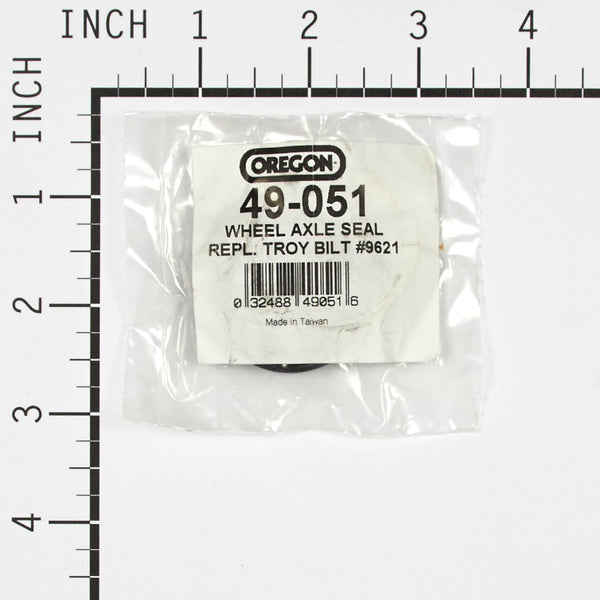 INCH 1 2 3 4
INCH
1
2
3
4
OREGON
49-051
WHEEL AXLE SEAL
REPL. TROY BILT #9621
0 32488 49051 6
Made in Taiwan